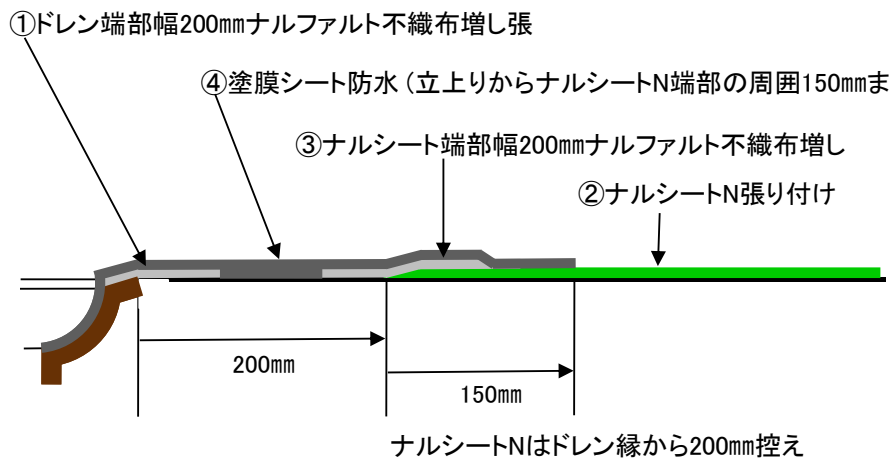 ①ドレン端部幅200㎜ナルファルト不織布増し張
④塗膜シート防水（立上りからナルシートN端部の周囲150㎜ま
③ナルシート端部幅200㎜ナルファルト不織布増し
②ナルシートN張り付け
200㎜
150㎜
ナルシートNはドレン縁から200㎜控え